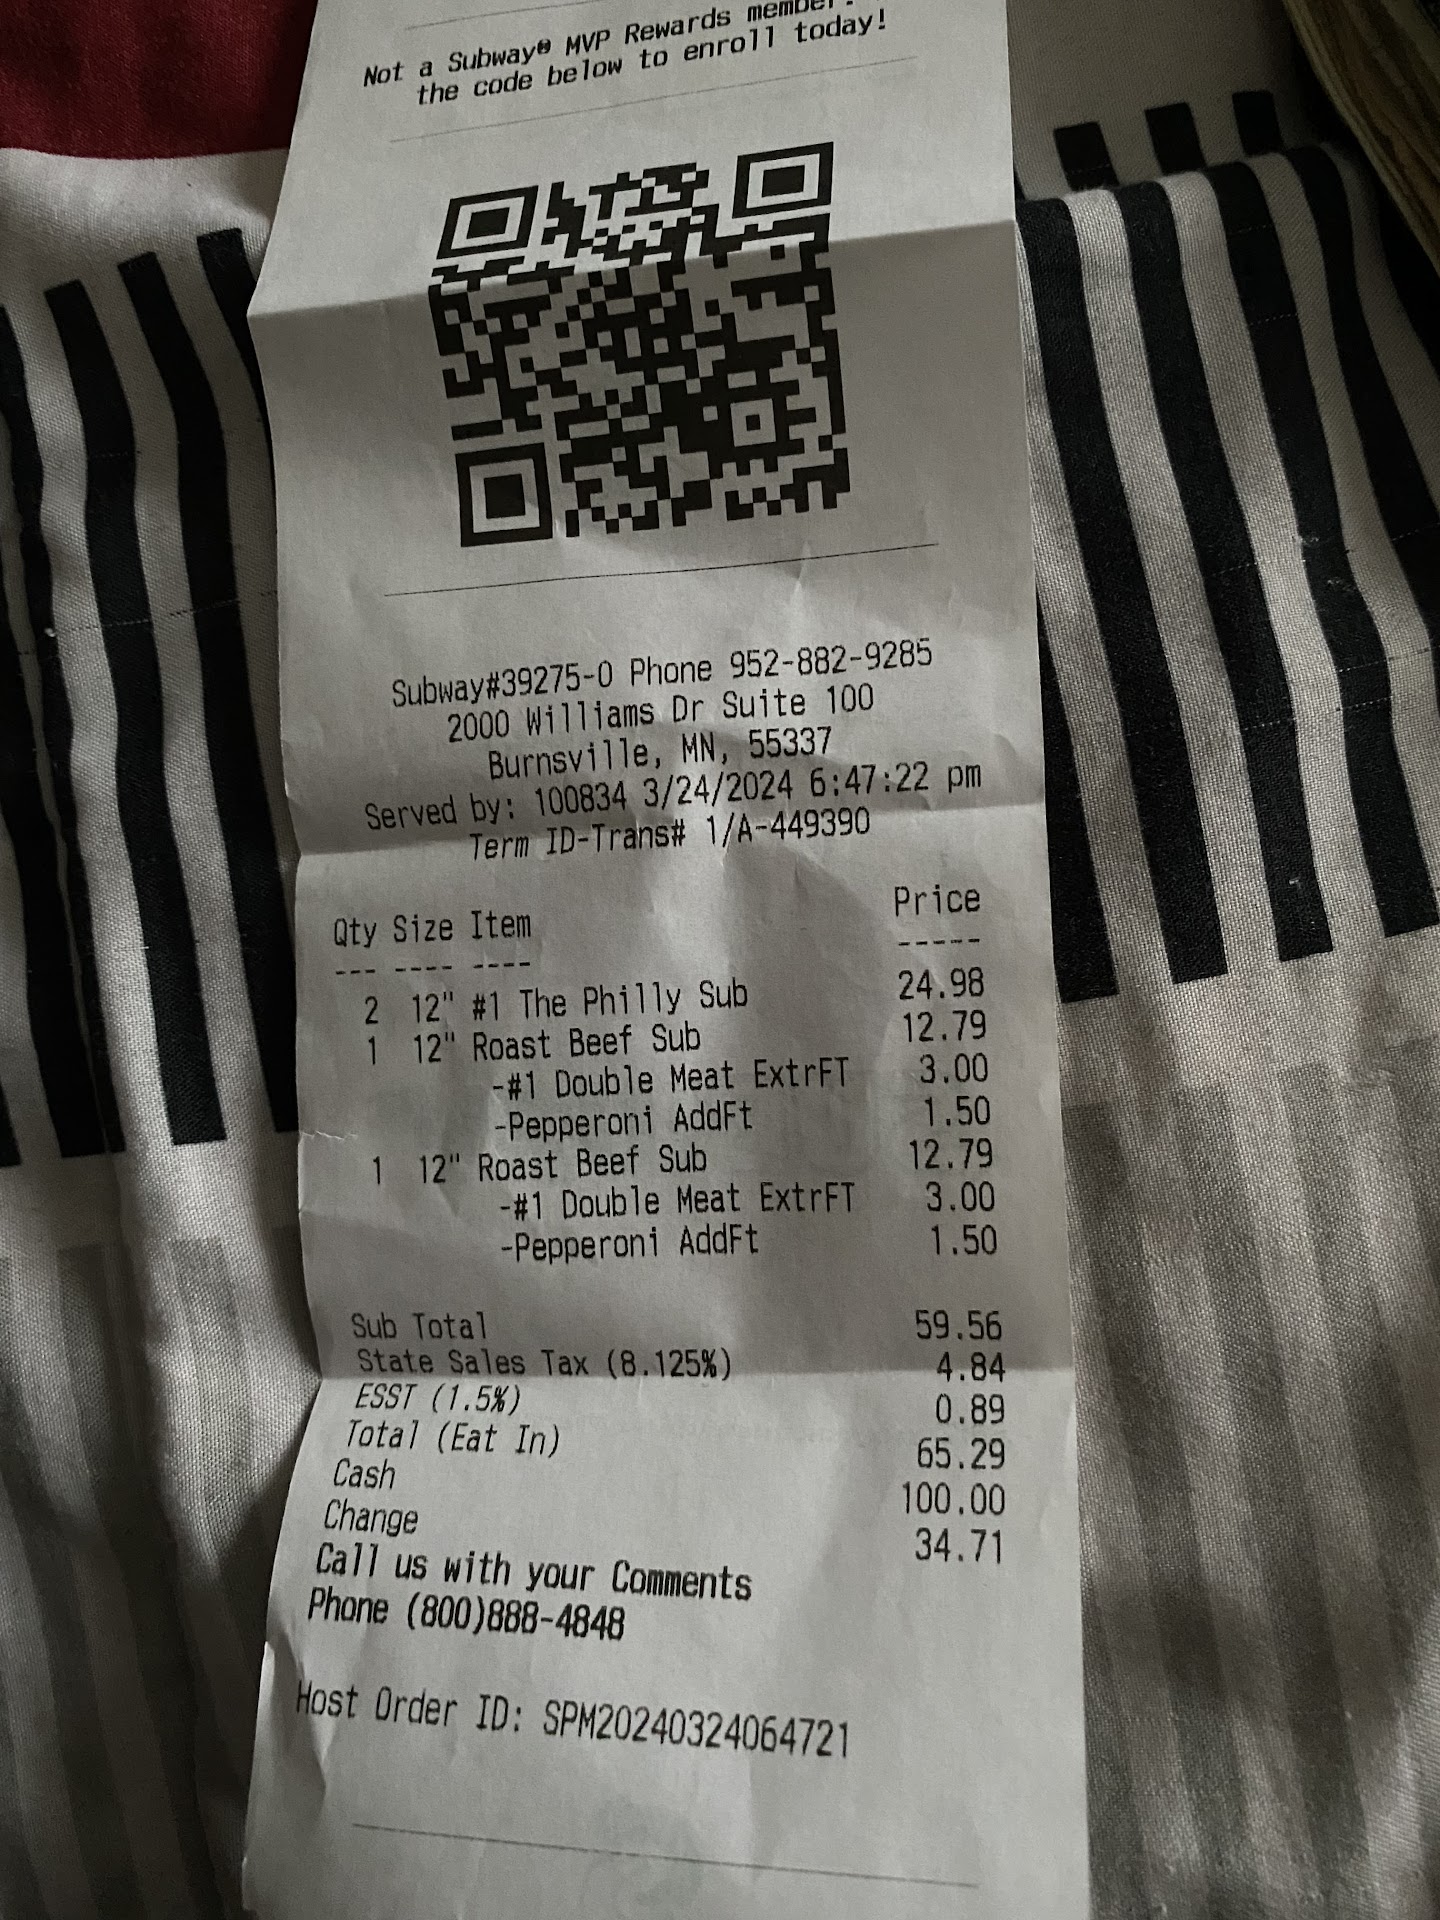 Not a Subway® MVP Rewards member?
the code below to enroll today!
Subway#39275-0 Phone 952-882-9285
2000 Williams Dr Suite 100
Burnsville, MN, 55337
Served by: 100834 3/24/2024 6:47:22 pm
Term ID-Trans# 1/A-449390
Qty Size Item Price
--- ---- ---- -----
2 12" #1 The Philly Sub 24.98
1 12" Roast Beef Sub 12.79
-#1 Double Meat ExtrFT 3.00
-Pepperoni AddFt 1.50
1 12" Roast Beef Sub 12.79
-#1 Double Meat ExtrFT 3.00
-Pepperoni AddFt 1.50
Sub Total 59.56
State Sales Tax (8.125%) 4.84
ESST (1.5%) 0.89
Total (Eat In) 65.29
Cash 100.00
Change 34.71
Call us with your Comments
Phone (800)888-4848
Host Order ID: SPM20240324064721